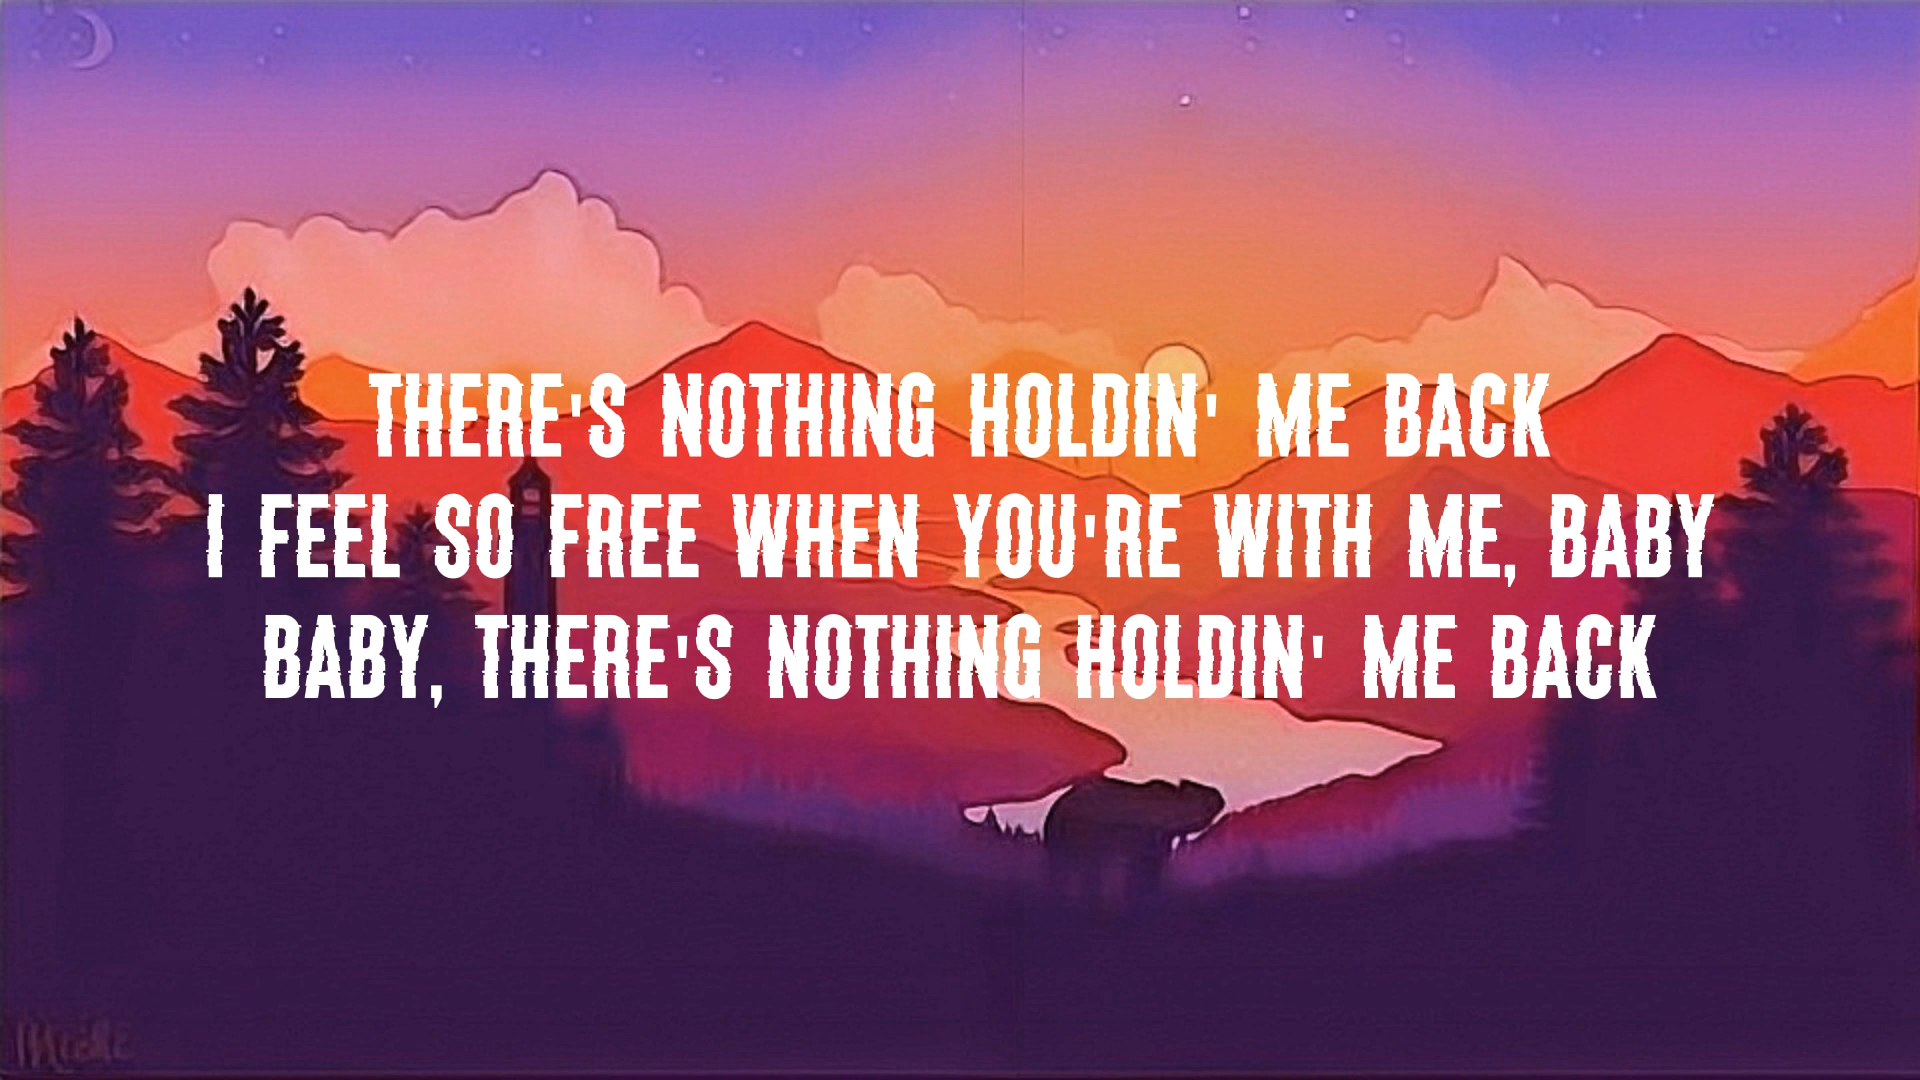 THERE'S NOTHING HOLDIN' ME BACK
I FEEL SO FREE WHEN YOU'RE WITH ME, BABY
BABY, THERE'S NOTHING HOLDIN' ME BACK